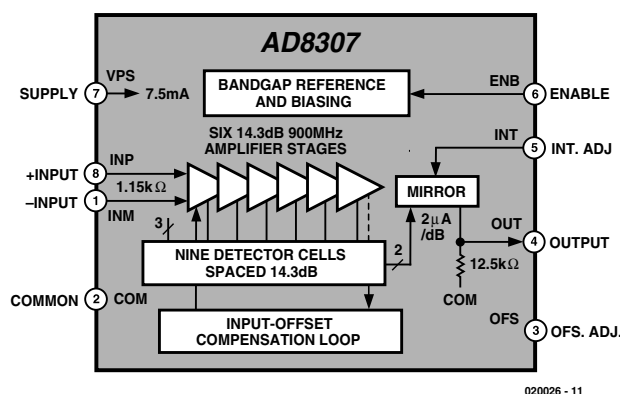 AD8307
SUPPLY
7
VPS
7.5mA
BANDGAP REFERENCE
AND BIASING
ENB
6
ENABLE
SIX 14.3dB 900MHz
AMPLIFIER STAGES
INT
5
INT. ADJ
+INPUT
8
INP
1.15kΩ
–INPUT
1
INM
MIRROR
2μA
/dB
OUT
4
OUTPUT
12.5kΩ
COM
3
NINE DETECTOR CELLS
SPACED 14.3dB
2
COMMON
2
COM
INPUT-OFFSET
COMPENSATION LOOP
OFS
3
OFS. ADJ.
020026 - 11